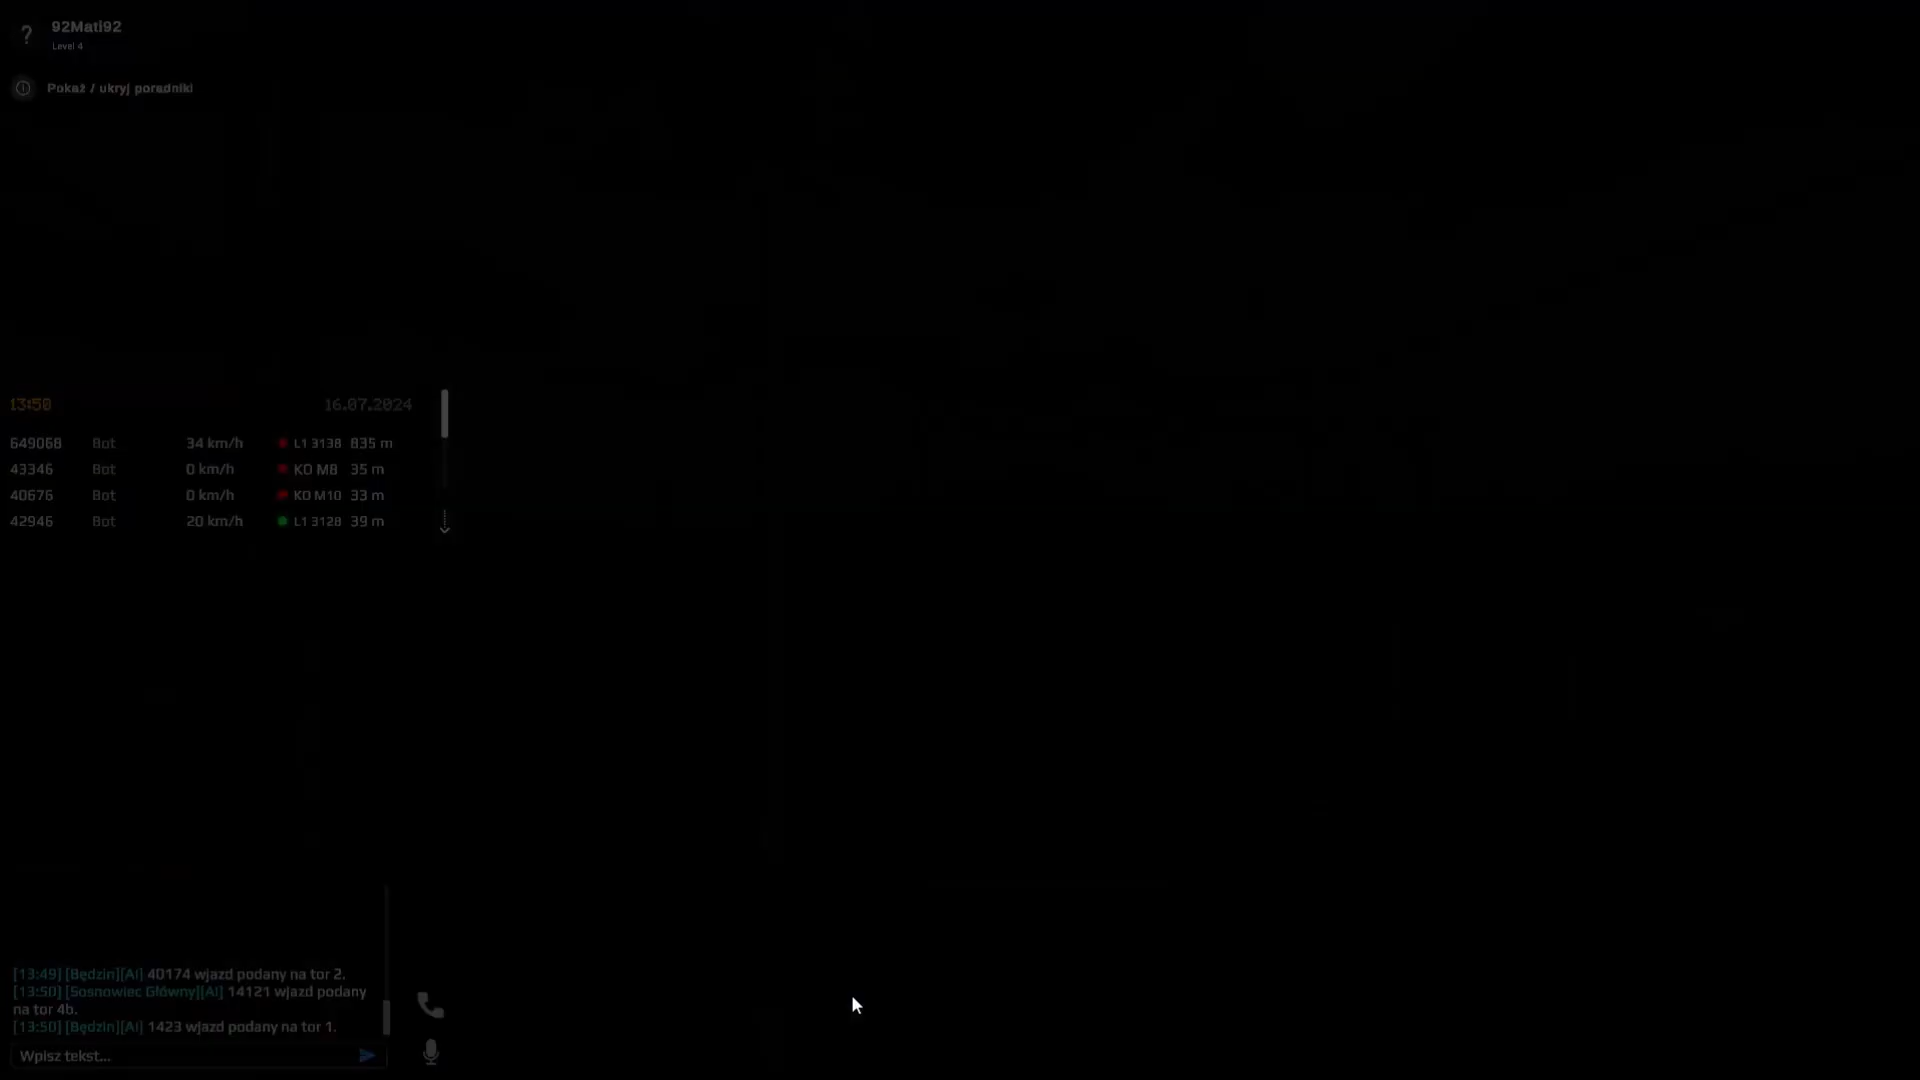 ?
92Mati92
Level 4
Pokaż / ukryj poradniki
13:50 16.07.2024
649068 Bot 34 km/h L1 3138 835 m
43346 Bot 0 km/h KO M8 35 m
40676 Bot 0 km/h KO M10 33 m
42946 Bot 20 km/h L1 3128 39 m
[13:49] [Będzin][AI] 40174 wjazd podany na tor 2.
[13:50] [Sosnowiec Główny][AI] 14121 wjazd podany
na tor 4b.
[13:50] [Będzin][AI] 1423 wjazd podany na tor 1.
Wpisz tekst...